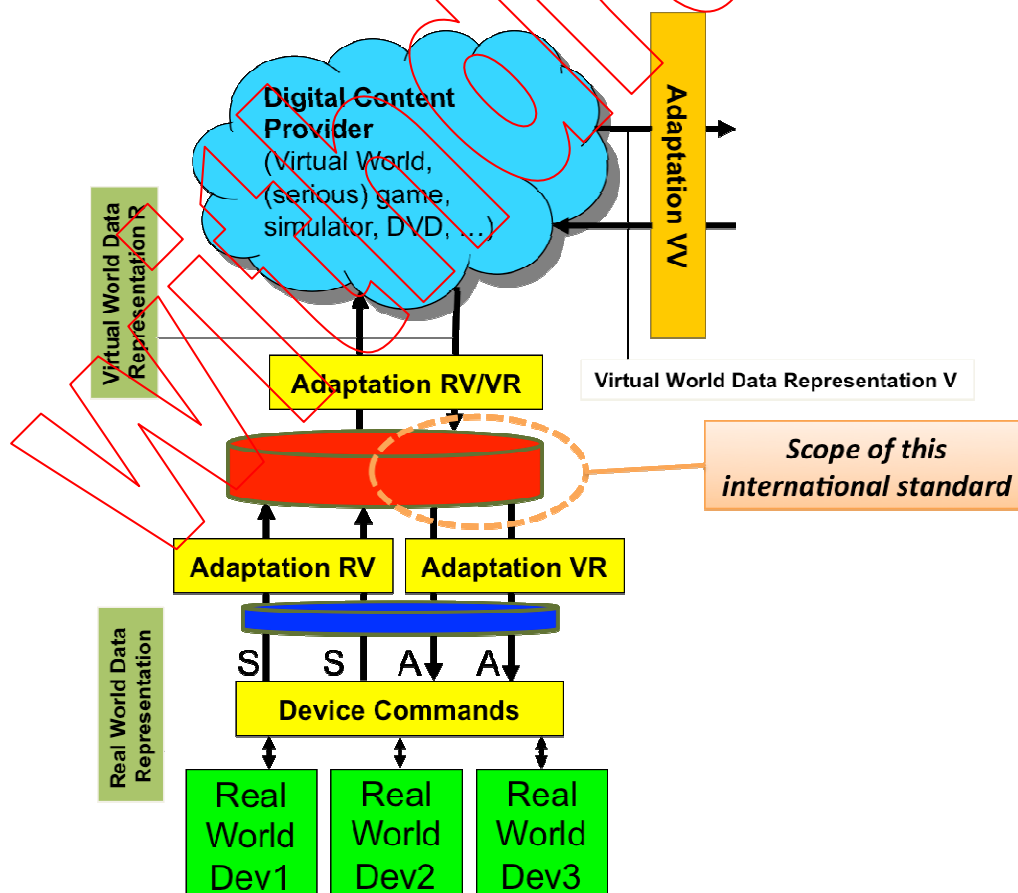 Digital Content
Provider
(Virtual World,
(serious) game,
simulator, DVD, …)
Adaptation VV
Virtual World Data
Representation R
Adaptation RV/VR
Virtual World Data Representation V
Scope of this
international standard
Adaptation RV
Adaptation VR
Real World Data
Representation
S
S
A
A
Device Commands
Real
World
Dev1
Real
World
Dev2
Real
World
Dev3